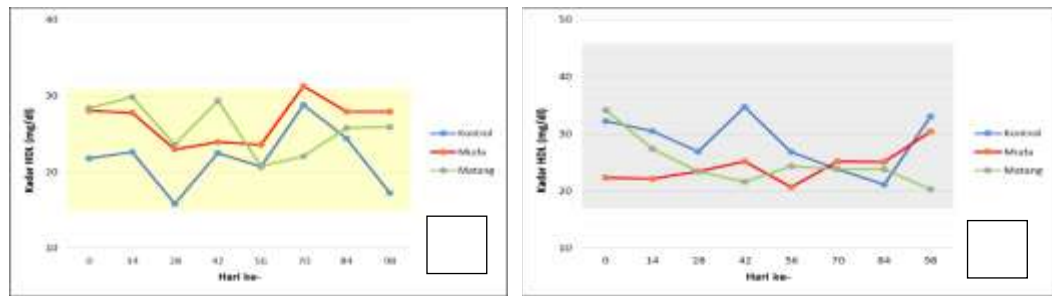 40
30
20
10
Kadar HDL (mg/dl)
0 14 28 42 56 70 84 98
Hari ke-
Kontrol
Muda
Matang
50
40
30
20
10
Kadar HDL (mg/dl)
0 14 28 42 56 70 84 98
Hari ke-
Kontrol
Muda
Matang